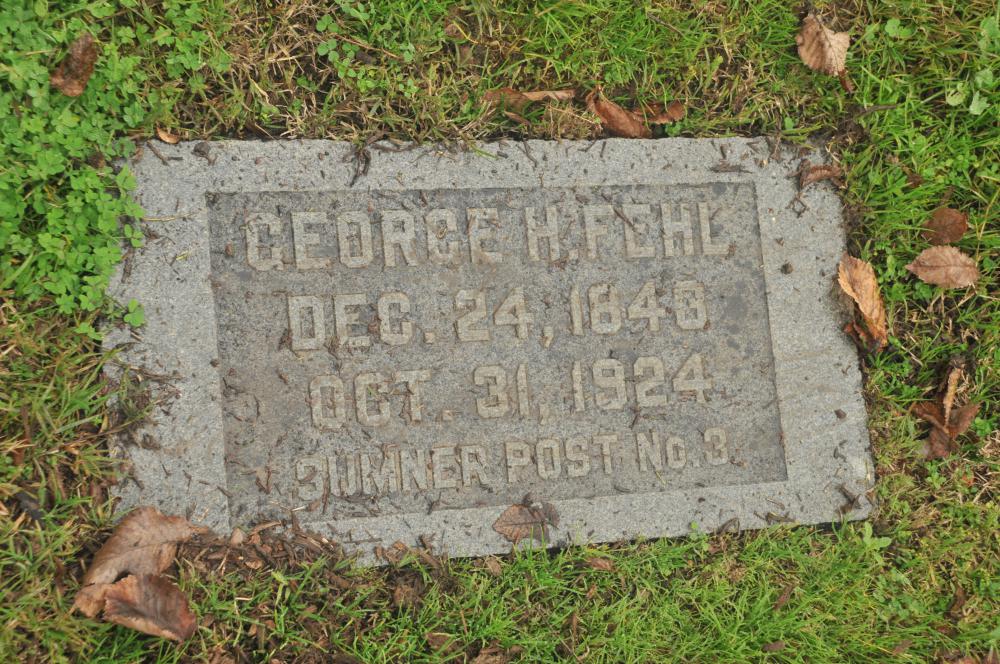 GEORGE H. FEHL
DEC. 24, 1848
OCT. 31, 1924
SUMNER POST No. 3